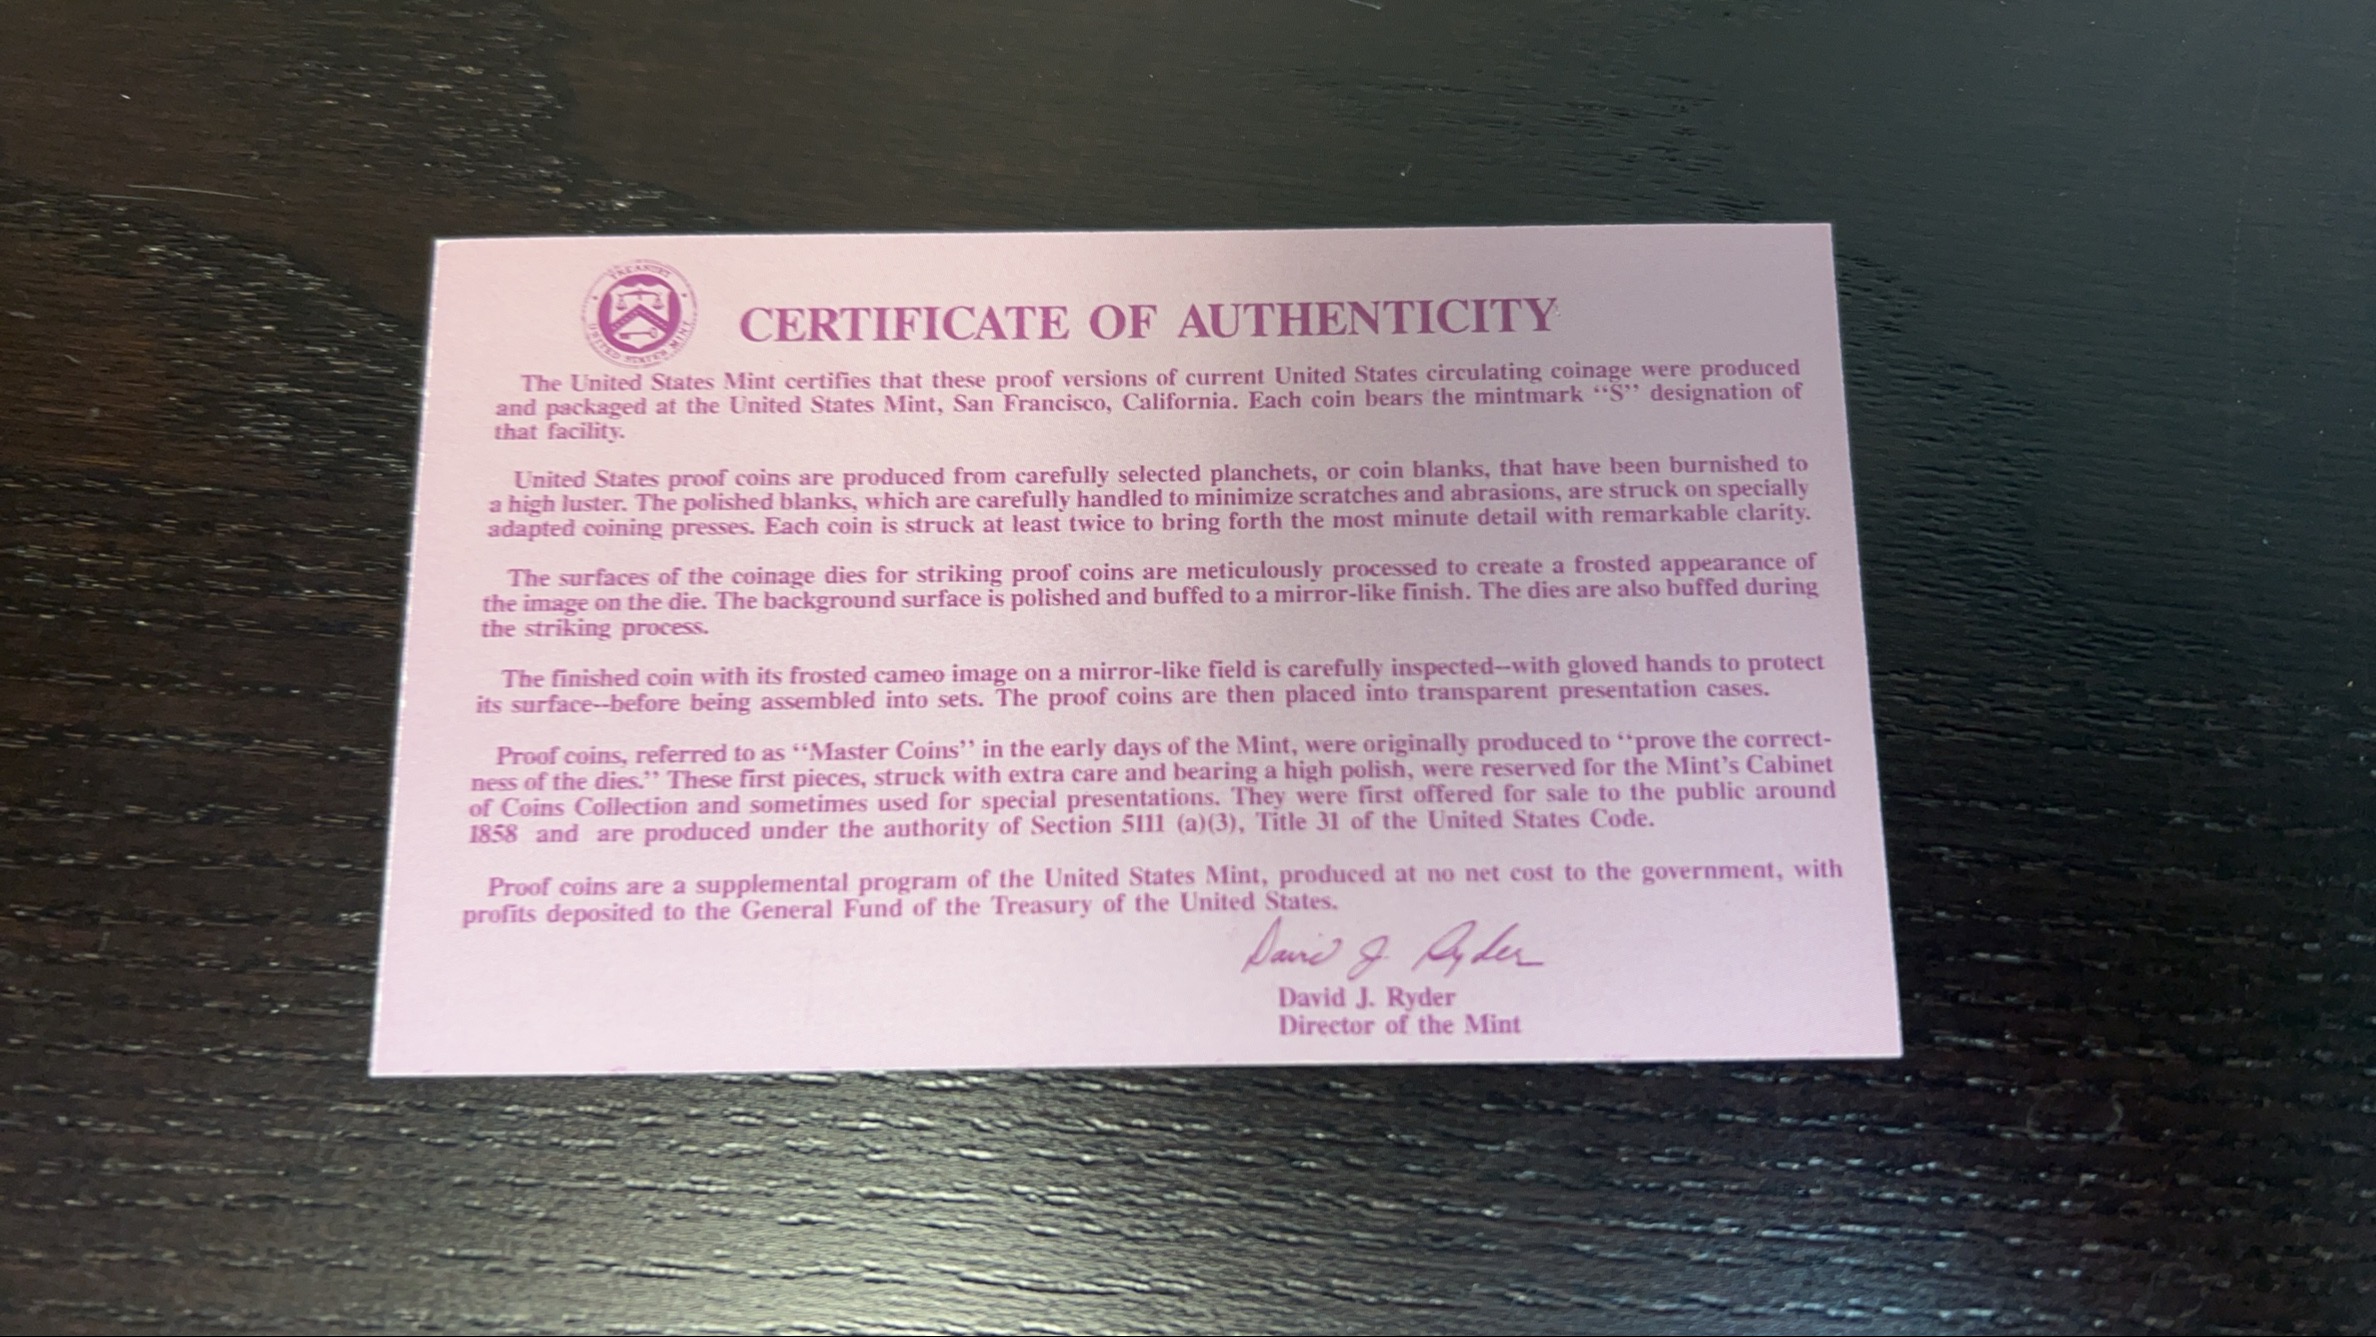 TREASURY
UNITED STATES MINT
CERTIFICATE OF AUTHENTICITY
The United States Mint certifies that these proof versions of current United States circulating coinage were produced
and packaged at the United States Mint, San Francisco, California. Each coin bears the mintmark “S” designation of
that facility.
United States proof coins are produced from carefully selected planchets, or coin blanks, that have been burnished to
a high luster. The polished blanks, which are carefully handled to minimize scratches and abrasions, are struck on specially
adapted coining presses. Each coin is struck at least twice to bring forth the most minute detail with remarkable clarity.
The surfaces of the coinage dies for striking proof coins are meticulously processed to create a frosted appearance of
the image on the die. The background surface is polished and buffed to a mirror-like finish. The dies are also buffed during
the striking process.
The finished coin with its frosted cameo image on a mirror-like field is carefully inspected--with gloved hands to protect
its surface--before being assembled into sets. The proof coins are then placed into transparent presentation cases.
Proof coins, referred to as “Master Coins” in the early days of the Mint, were originally produced to “prove the correct-
ness of the dies.” These first pieces, struck with extra care and bearing a high polish, were reserved for the Mint’s Cabinet
of Coins Collection and sometimes used for special presentations. They were first offered for sale to the public around
1858 and are produced under the authority of Section 5111 (a)(3), Title 31 of the United States Code.
Proof coins are a supplemental program of the United States Mint, produced at no net cost to the government, with
profits deposited to the General Fund of the Treasury of the United States.
David J. Ryder
David J. Ryder
Director of the Mint